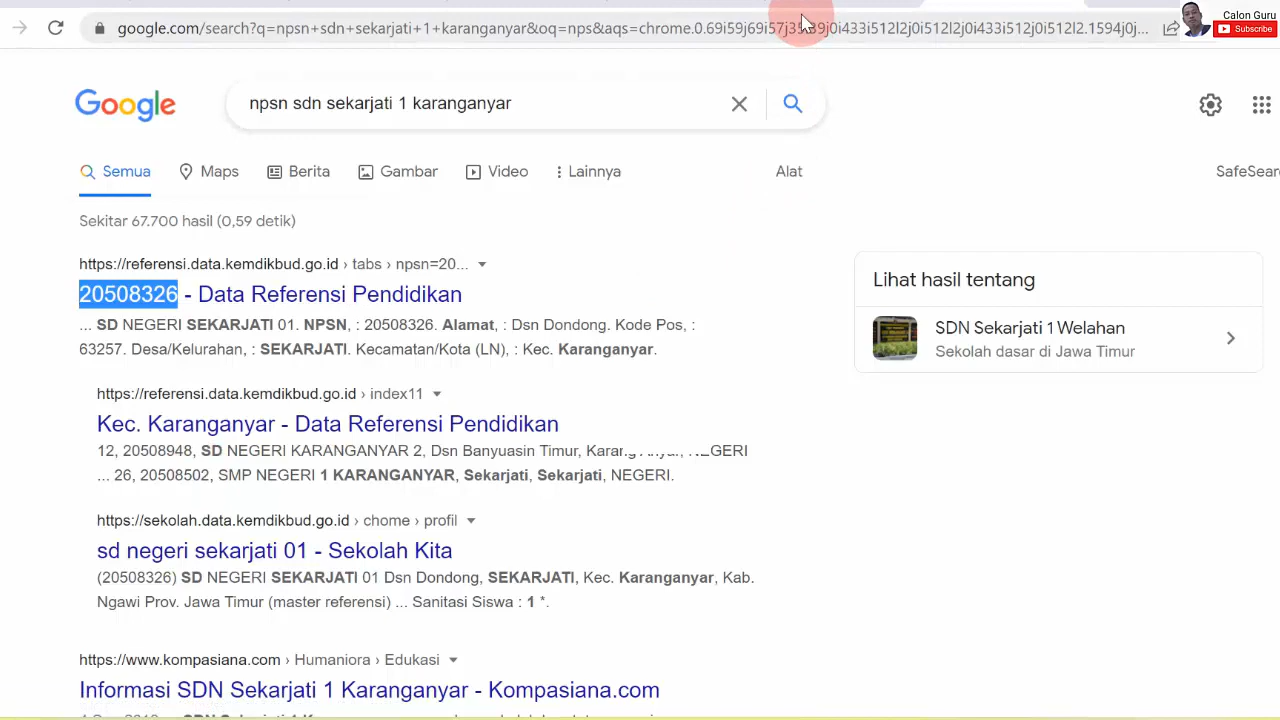 google.com/search?q=npsn+sdn+sekarjati+1+karanganyar&oq=nps&aqs=chrome.0.69i59j69i57j35i39j0i433i512l2j0i512l2j0i433i512j0i512l2.1594j0j...
Calon Guru
Subscribe
Google
npsn sdn sekarjati 1 karanganyar
Semua Maps Berita Gambar Video Lainnya Alat SafeSear
Sekitar 67.700 hasil (0,59 detik)
https://referensi.data.kemdikbud.go.id › tabs › npsn=20...
20508326 - Data Referensi Pendidikan
... SD NEGERI SEKARJATI 01. NPSN, : 20508326. Alamat, : Dsn Dondong. Kode Pos, :
63257. Desa/Kelurahan, : SEKARJATI. Kecamatan/Kota (LN), : Kec. Karanganyar.
https://referensi.data.kemdikbud.go.id › index11
Kec. Karanganyar - Data Referensi Pendidikan
12, 20508948, SD NEGERI KARANGANYAR 2, Dsn Banyuasin Timur, Karang Anyar, NEGERI
... 26, 20508502, SMP NEGERI 1 KARANGANYAR, Sekarjati, Sekarjati, NEGERI.
https://sekolah.data.kemdikbud.go.id › chome › profil
sd negeri sekarjati 01 - Sekolah Kita
(20508326) SD NEGERI SEKARJATI 01 Dsn Dondong, SEKARJATI, Kec. Karanganyar, Kab.
Ngawi Prov. Jawa Timur (master referensi) ... Sanitasi Siswa : 1 *.
https://www.kompasiana.com › Humaniora › Edukasi
Informasi SDN Sekarjati 1 Karanganyar - Kompasiana.com
Lihat hasil tentang
SDN Sekarjati 1 Welahan
Sekolah dasar di Jawa Timur